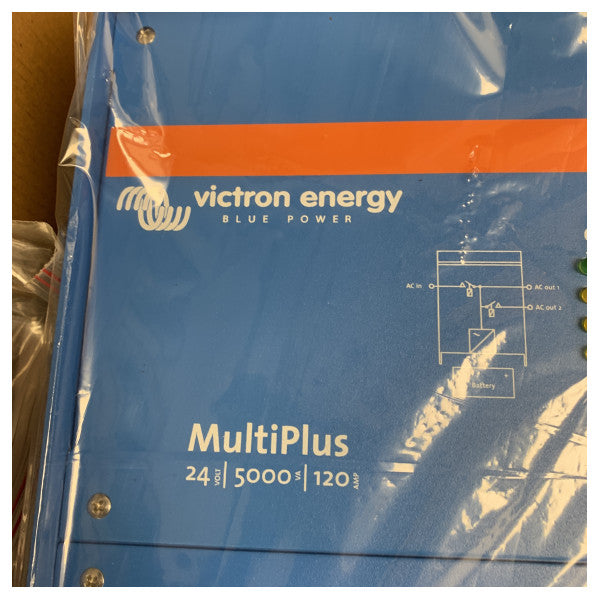 victron energy
BLUE POWER
AC in
AC out 1
AC out 2
Battery
MultiPlus
24 VOLT | 5000 VA | 120 AMP